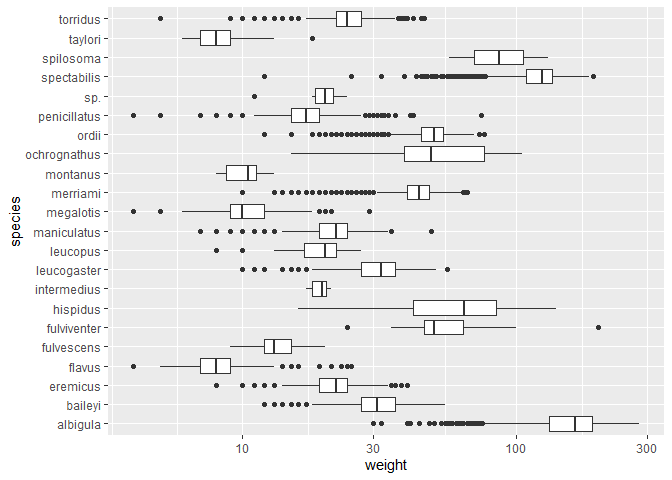 torridus
taylori
spilosoma
spectabilis
sp.
penicillatus
ordii
ochrognathus
montanus
merriami
megalotis
maniculatus
leucopus
leucogaster
intermedius
hispidus
fulviventer
fulvescens
flavus
eremicus
baileyi
albigula
species
10 30 100 300
weight